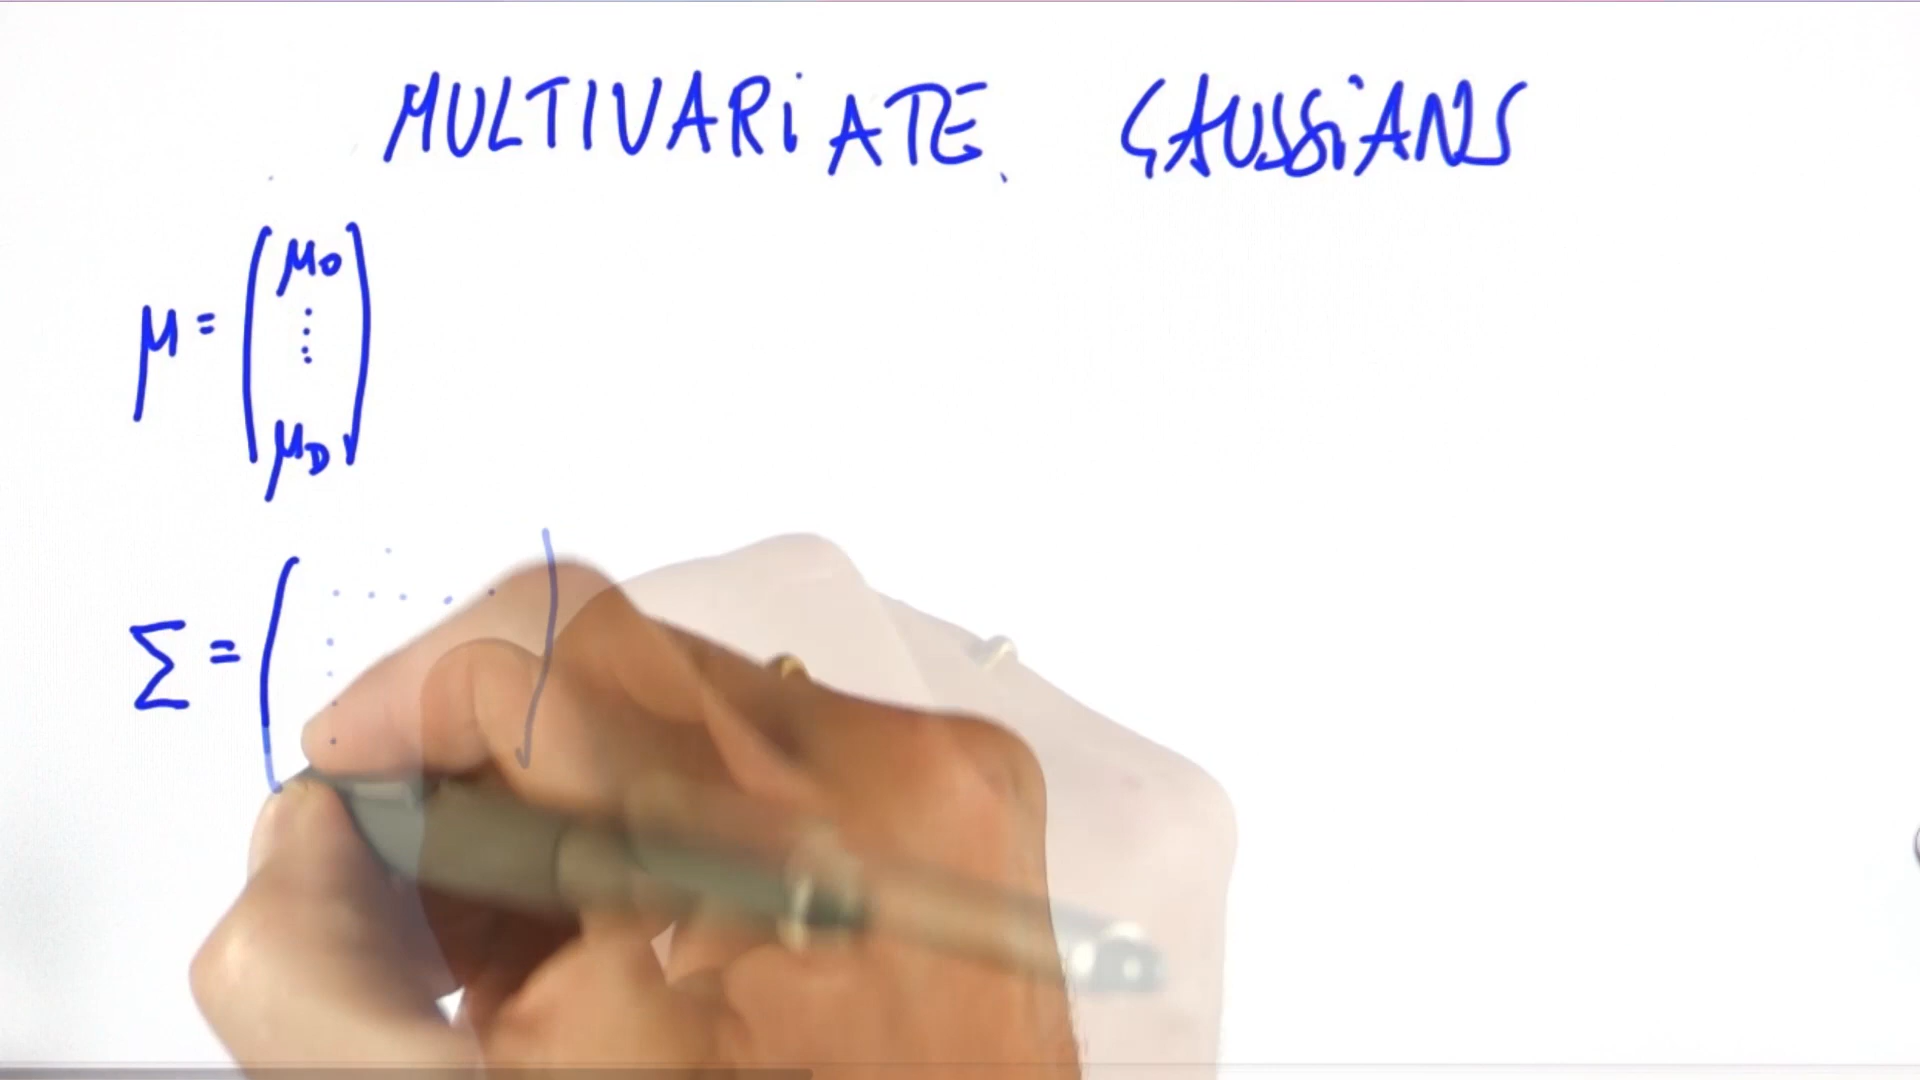 MULTIVARIATE GAUSSIANS
μ = ( μ0
⋮
μD )
Σ = ( ..... )